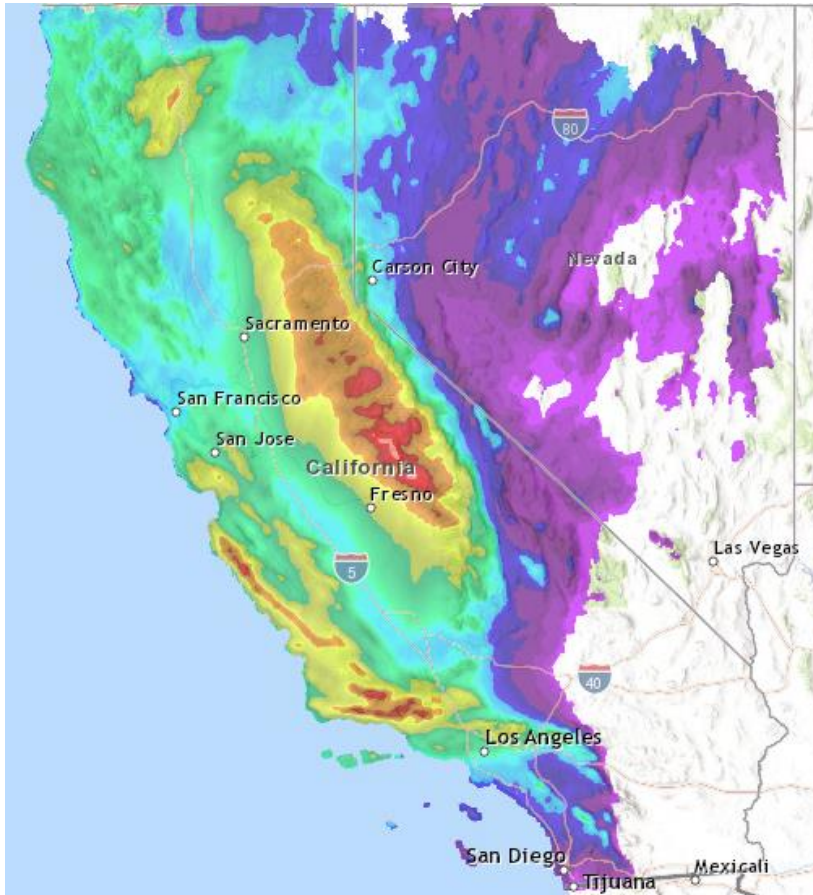 80
Nevada
Carson City
Sacramento
San Francisco
San Jose
California
Fresno
5
Las Vegas
40
Los Angeles
San Diego
Mexicali
Tijuana